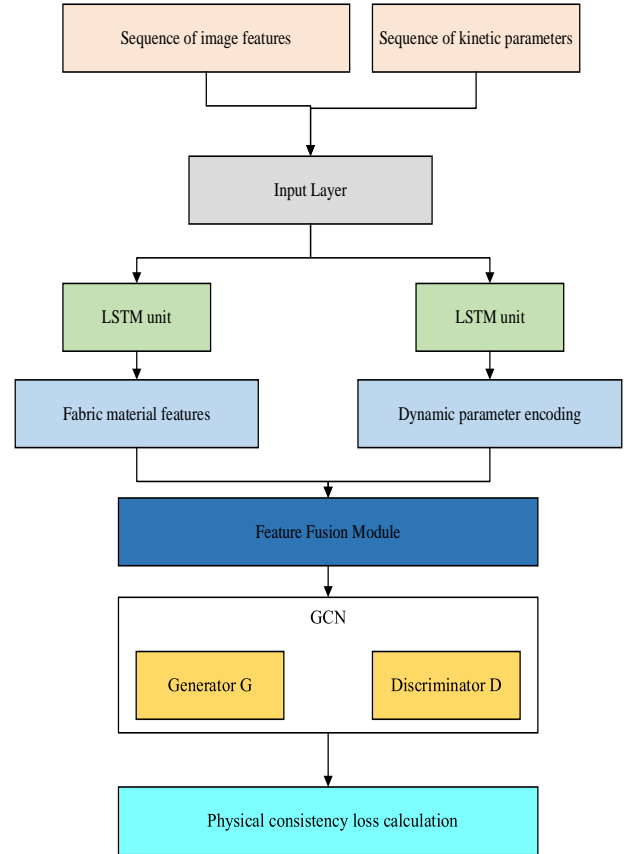 Sequence of image features
Sequence of kinetic parameters
Input Layer
LSTM unit
LSTM unit
Fabric material features
Dynamic parameter encoding
Feature Fusion Module
GCN
Generator G
Discriminator D
Physical consistency loss calculation